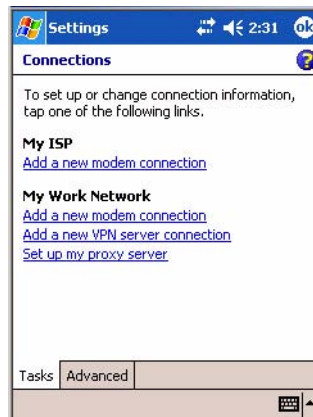 Settings 2:31 ok
Connections ?
To set up or change connection information,
tap one of the following links.
My ISP
Add a new modem connection
My Work Network
Add a new modem connection
Add a new VPN server connection
Set up my proxy server
Tasks Advanced